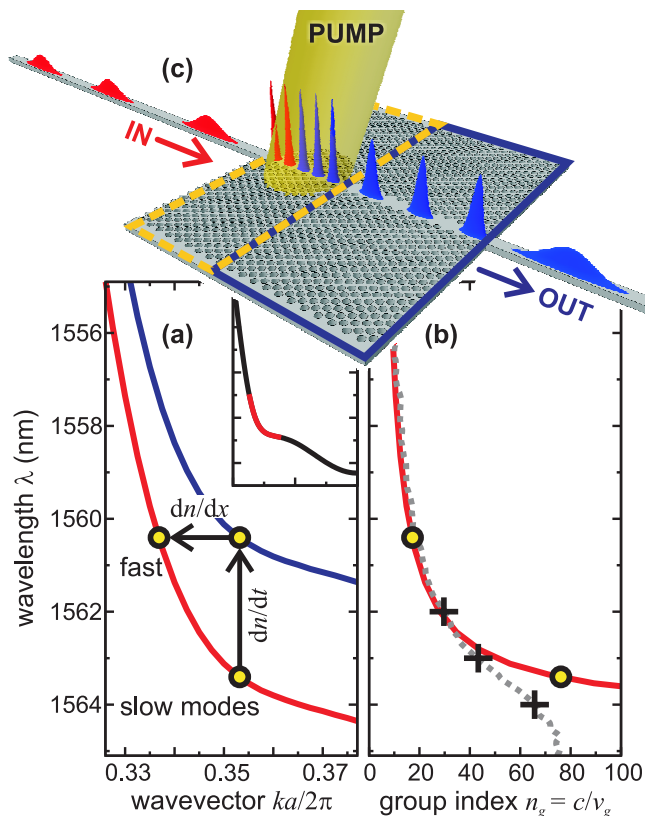 PUMP
(c)
IN
OUT
(a)
(b)
1556
1558
1560
1562
1564
wavelength λ (nm)
dn/dx
fast
dn/dt
slow modes
0.33 0.35 0.37
wavevector ka/2π
0 20 40 60 80 100
group index n_g = c/v_g